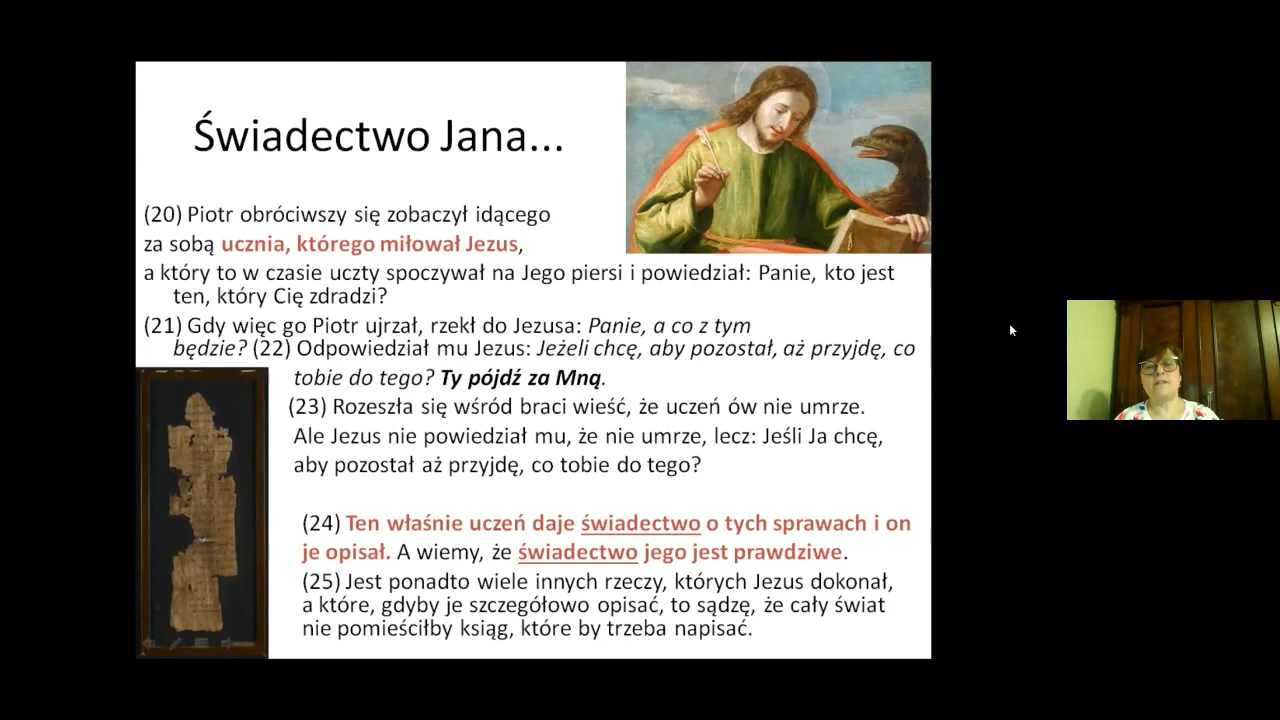 Świadectwo Jana...
(20) Piotr obróciwszy się zobaczył idącego
za sobą ucznia, którego miłował Jezus,
a który to w czasie uczty spoczywał na Jego piersi i powiedział: Panie, kto jest
ten, który Cię zdradzi?
(21) Gdy więc go Piotr ujrzał, rzekł do Jezusa: Panie, a co z tym
będzie? (22) Odpowiedział mu Jezus: Jeżeli chcę, aby pozostał, aż przyjdę, co
tobie do tego? Ty pójdź za Mną.
(23) Rozeszła się wśród braci wieść, że uczeń ów nie umrze.
Ale Jezus nie powiedział mu, że nie umrze, lecz: Jeśli Ja chcę,
aby pozostał aż przyjdę, co tobie do tego?
(24) Ten właśnie uczeń daje świadectwo o tych sprawach i on
je opisał. A wiemy, że świadectwo jego jest prawdziwe.
(25) Jest ponadto wiele innych rzeczy, których Jezus dokonał,
a które, gdyby je szczegółowo opisać, to sądzę, że cały świat
nie pomieściłby ksiąg, które by trzeba napisać.